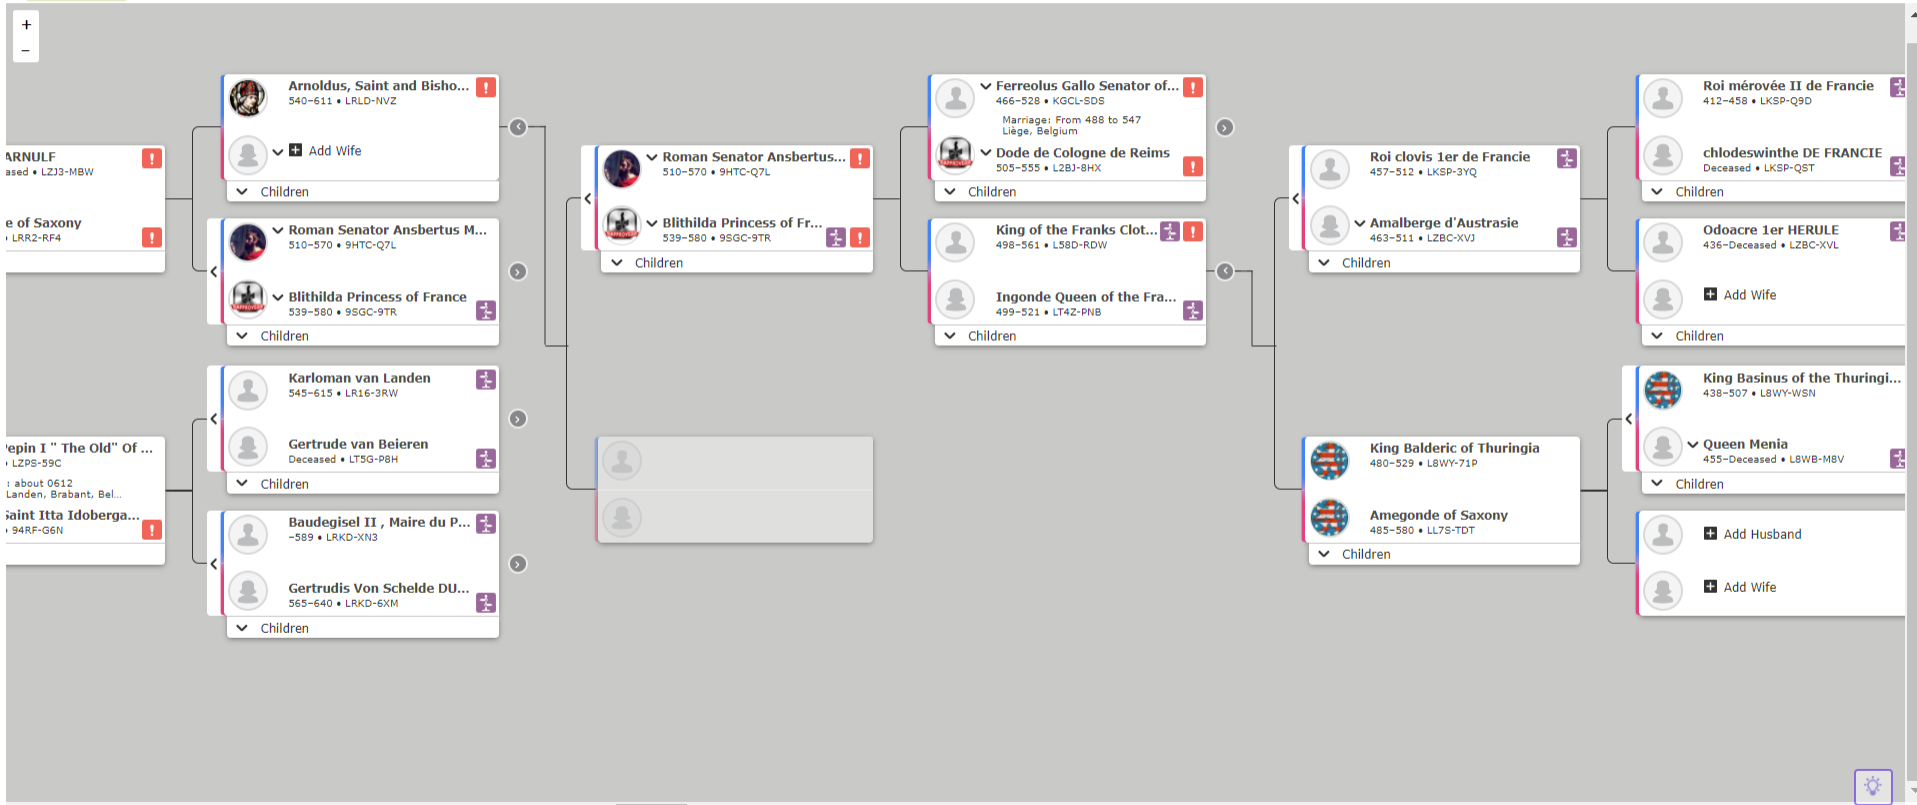 +
−
ARNULF
ased • LZJ3-MBW
e of Saxony
• LRR2-RF4
Pepin I " The Old" Of ...
• LZPS-59C
: about 0612
Landen, Brabant, Bel...
Saint Itta Idoberga...
• 94RF-G6N
Arnoldus, Saint and Bisho...
540–611 • LRLD-NVZ
Add Wife
Children
Roman Senator Ansbertus M...
510–570 • 9HTC-Q7L
Blithilda Princess of France
539–580 • 9SGC-9TR
Children
Karloman van Landen
545–615 • LR16-3RW
Gertrude van Beieren
Deceased • LT5G-P8H
Children
Baudegisel II , Maire du P...
–589 • LRKD-XN3
Gertrudis Von Schelde DU...
565–640 • LRKD-6XM
Children
Roman Senator Ansbertus...
510–570 • 9HTC-Q7L
Blithilda Princess of Fr...
539–580 • 9SGC-9TR
Children
Ferreolus Gallo Senator of...
466–528 • KGCL-SDS
Marriage: From 488 to 547
Liège, Belgium
Dode de Cologne de Reims
505–555 • L2BJ-8HX
Children
King of the Franks Clot...
498–561 • L58D-RDW
Ingonde Queen of the Fra...
499–521 • LT4Z-PNB
Children
Roi clovis 1er de Francie
457–512 • LKSP-3YQ
Amalberge d'Austrasie
463–511 • LZBC-XVJ
Children
King Balderic of Thuringia
480–529 • L8WY-71P
Amegonde of Saxony
485–580 • LL7S-TDT
Children
Roi mérovée II de Francie
412–458 • LKSP-Q9D
chlodeswinthe DE FRANCIE
Deceased • LKSP-QST
Children
Odoacre 1er HERULE
436–Deceased • LZBC-XVL
Add Wife
Children
King Basinus of the Thuringi...
438–507 • L8WY-WSN
Queen Menia
455–Deceased • L8WB-M8V
Children
Add Husband
Add Wife